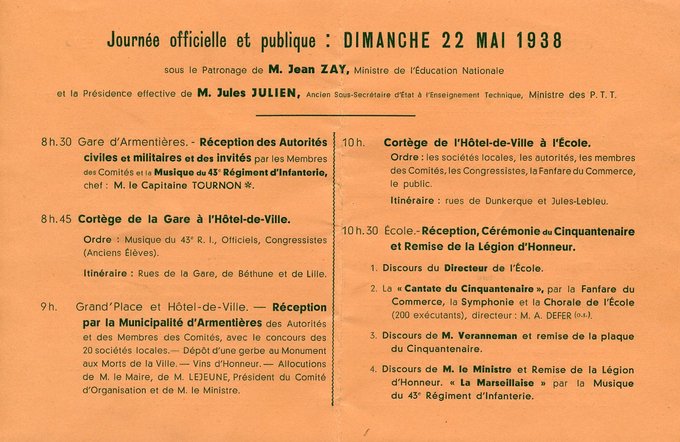 Journée officielle et publique : DIMANCHE 22 MAI 1938
sous le Patronage de M. Jean ZAY, Ministre de l'Éducation Nationale
et la Présidence effective de M. Jules JULIEN, Ancien Sous-Secrétaire d'État à l'Enseignement Technique, Ministre des P. T. T.
8 h. 30 Gare d'Armentières. - Réception des Autorités
civiles et militaires et des invités par les Membres
des Comités et la Musique du 43e Régiment d'Infanterie,
chef : M. le Capitaine TOURNON ※.
8 h. 45 Cortège de la Gare à l'Hôtel-de-Ville.
Ordre : Musique du 43e R. I., Officiels, Congressistes
(Anciens Élèves).
Itinéraire : Rues de la Gare, de Béthune et de Lille.
9 h. Grand'Place et Hôtel-de-Ville. — Réception
par la Municipalité d'Armentières des Autorités
et des Membres des Comités, avec le concours des
20 sociétés locales. — Dépôt d'une gerbe au Monument
aux Morts de la Ville. — Vins d'Honneur. — Allocutions
de M. le Maire, de M. LEJEUNE, Président du Comité
d'Organisation et de M. le Ministre.
10 h. Cortège de l'Hôtel-de-Ville à l'École.
Ordre : les sociétés locales, les autorités, les membres
des Comités, les Congressistes, la Fanfare du Commerce,
le public.
Itinéraire : rues de Dunkerque et Jules-Lebleu.
10 h. 30 École.- Réception, Cérémonie du Cinquantenaire
et Remise de la Légion d'Honneur.
1. Discours du Directeur de l'École.
2. La « Cantate du Cinquantenaire », par la Fanfare du
Commerce, la Symphonie et la Chorale de l'École
(200 exécutants), directeur : M. A. DEFER (o.s.).
3. Discours de M. Veranneman et remise de la plaque
du Cinquantenaire.
4. Discours de M. le Ministre et Remise de la Légion
d'Honneur. « La Marseillaise » par la Musique
du 43e Régiment d'Infanterie.